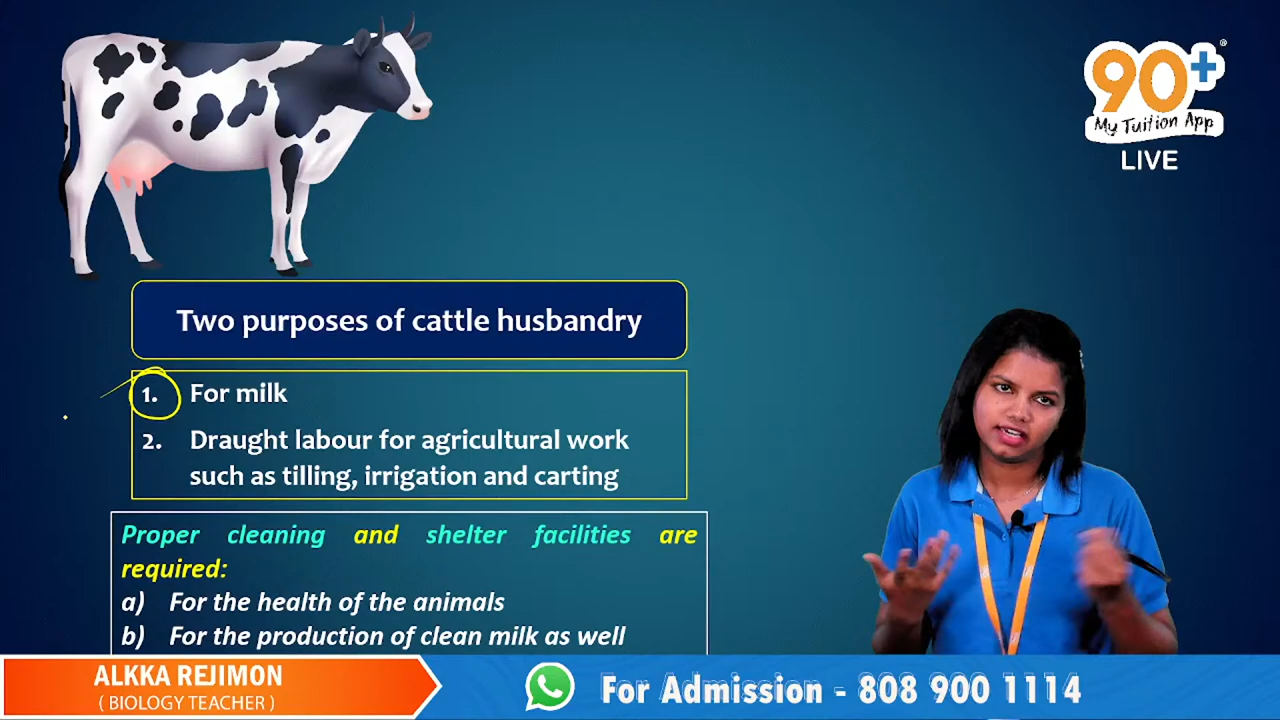 90+
®
My Tuition App
LIVE
Two purposes of cattle husbandry
1. For milk
2. Draught labour for agricultural work
such as tilling, irrigation and carting
Proper cleaning and shelter facilities are
required:
a) For the health of the animals
b) For the production of clean milk as well
ALKKA REJIMON
( BIOLOGY TEACHER )
For Admission - 808 900 1114